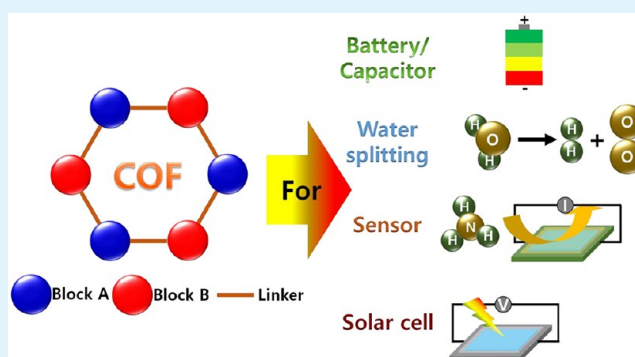 Battery/
Capacitor
+
-
Water
splitting
H
O
H
H
H
+
O
O
COF
For
Sensor
H
N
H
H
I
Block A
Block B
Linker
Solar cell
V